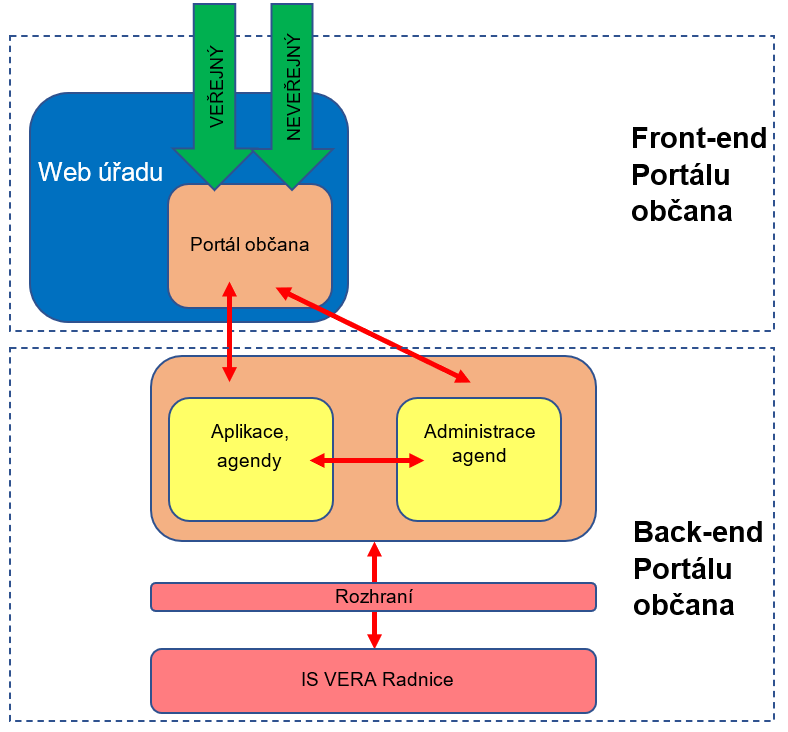 VEŘEJNÝ
NEVEŘEJNÝ
Web úřadu
Portál občana
Front-end
Portálu
občana
Aplikace,
agendy
Administrace
agend
Back-end
Portálu
občana
Rozhraní
IS VERA Radnice